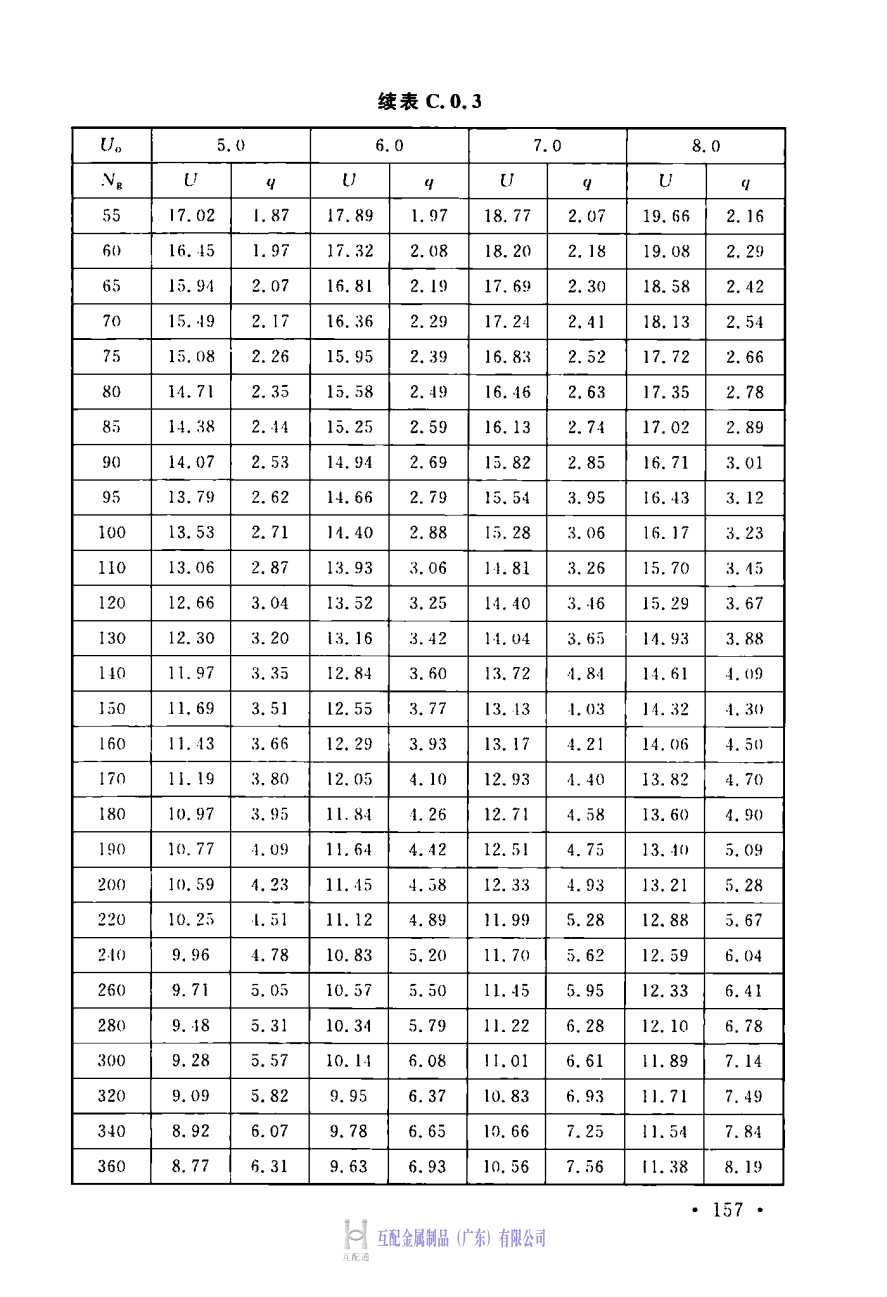 续表 C.0.3
U₀ 5.0 6.0 7.0 8.0
Ng U q U q U q U q
55 17.02 1.87 17.89 1.97 18.77 2.07 19.66 2.16
60 16.45 1.97 17.32 2.08 18.20 2.18 19.08 2.29
65 15.94 2.07 16.81 2.19 17.69 2.30 18.58 2.42
70 15.49 2.17 16.36 2.29 17.24 2.41 18.13 2.54
75 15.08 2.26 15.95 2.39 16.83 2.52 17.72 2.66
80 14.71 2.35 15.58 2.49 16.46 2.63 17.35 2.78
85 14.38 2.44 15.25 2.59 16.13 2.74 17.02 2.89
90 14.07 2.53 14.94 2.69 15.82 2.85 16.71 3.01
95 13.79 2.62 14.66 2.79 15.54 3.95 16.43 3.12
100 13.53 2.71 14.40 2.88 15.28 3.06 16.17 3.23
110 13.06 2.87 13.93 3.06 14.81 3.26 15.70 3.45
120 12.66 3.04 13.52 3.25 14.40 3.46 15.29 3.67
130 12.30 3.20 13.16 3.42 14.04 3.65 14.93 3.88
140 11.97 3.35 12.84 3.60 13.72 4.84 14.61 4.09
150 11.69 3.51 12.55 3.77 13.43 4.03 14.32 4.30
160 11.43 3.66 12.29 3.93 13.17 4.21 14.06 4.50
170 11.19 3.80 12.05 4.10 12.93 4.40 13.82 4.70
180 10.97 3.95 11.84 4.26 12.71 4.58 13.60 4.90
190 10.77 4.09 11.64 4.42 12.51 4.75 13.40 5.09
200 10.59 4.23 11.45 4.58 12.33 4.93 13.21 5.28
220 10.25 4.51 11.12 4.89 11.99 5.28 12.88 5.67
240 9.96 4.78 10.83 5.20 11.70 5.62 12.59 6.04
260 9.71 5.05 10.57 5.50 11.45 5.95 12.33 6.41
280 9.48 5.31 10.34 5.79 11.22 6.28 12.10 6.78
300 9.28 5.57 10.14 6.08 11.01 6.61 11.89 7.14
320 9.09 5.82 9.95 6.37 10.83 6.93 11.71 7.49
340 8.92 6.07 9.78 6.65 10.66 7.25 11.54 7.84
360 8.77 6.31 9.63 6.93 10.56 7.56 11.38 8.19
• 157 •
互配金属制品（广东）有限公司
互配通